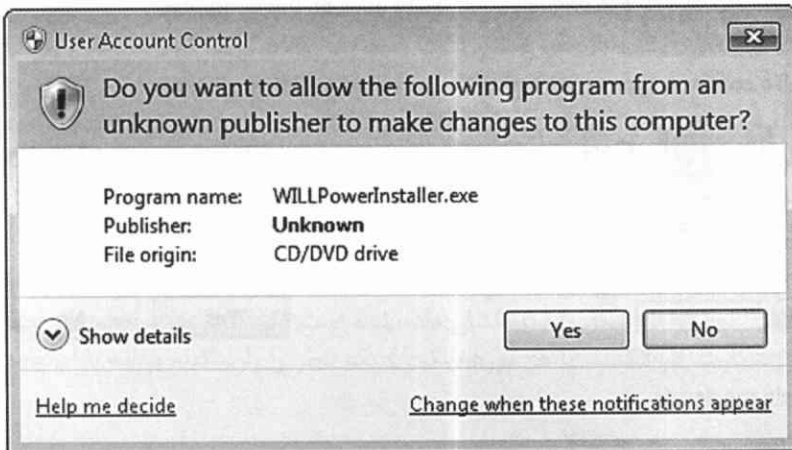 User Account Control
Do you want to allow the following program from an
unknown publisher to make changes to this computer?
Program name: WILLPowerInstaller.exe
Publisher: Unknown
File origin: CD/DVD drive
Show details
Yes No
Help me decide Change when these notifications appear